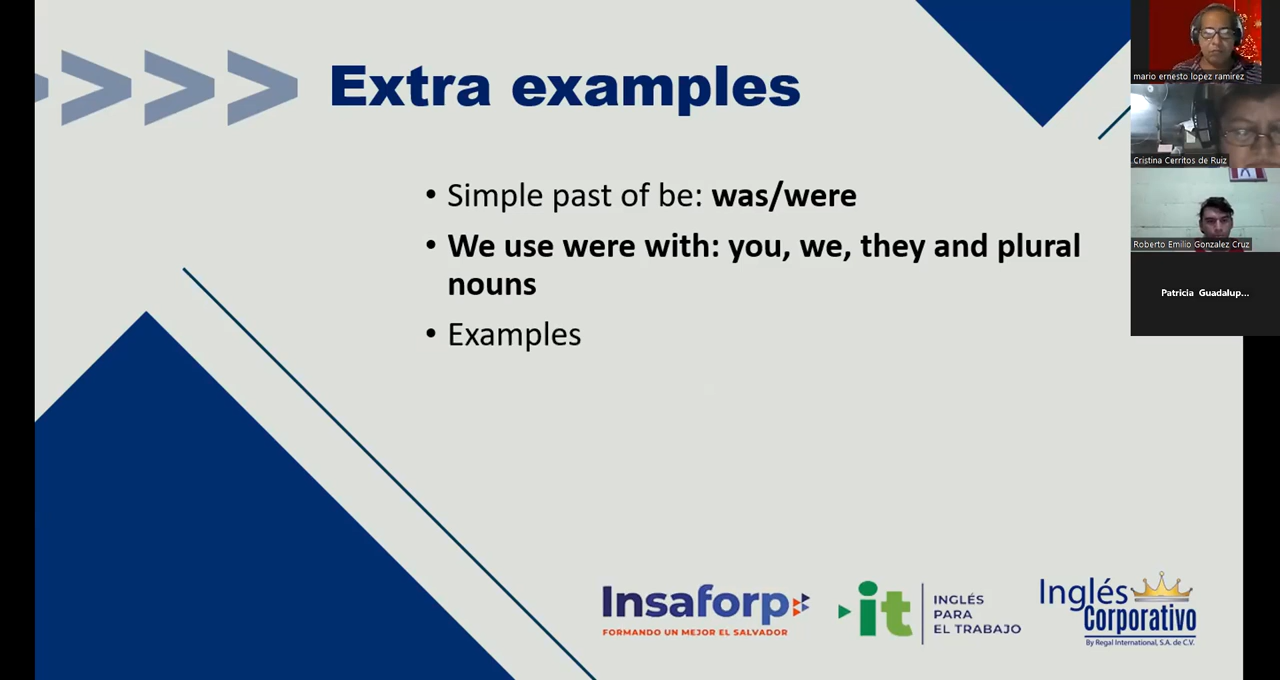 Extra examples
• Simple past of be: was/were
• We use were with: you, we, they and plural
nouns
• Examples
mario ernesto lopez ramirez
Cristina Cerritos de Ruiz
Roberto Emilio Gonzalez Cruz
Patricia Guadalup...
Insaforp
FORMANDO UN MEJOR EL SALVADOR
it
INGLÉS
PARA
EL TRABAJO
Inglés
Corporativo
By Regal International, S.A. de C.V.